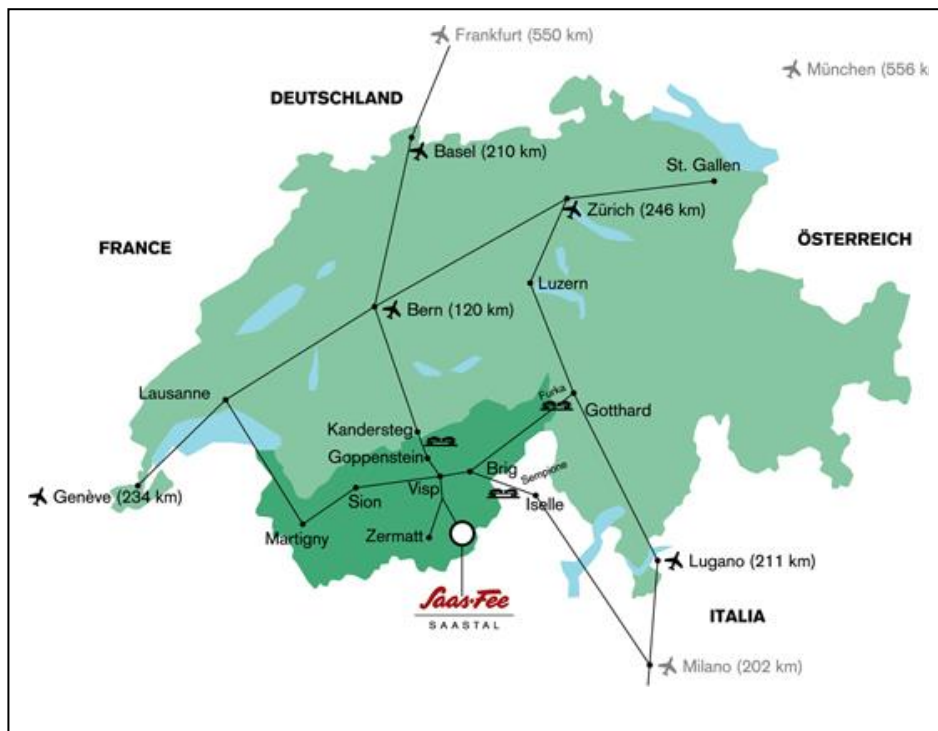 Frankfurt (550 km)
München (556 k
DEUTSCHLAND
Basel (210 km)
St. Gallen
Zürich (246 km)
FRANCE
ÖSTERREICH
Luzern
Bern (120 km)
Lausanne
Furka
Gotthard
Kandersteg
Goppenstein
Brig
Sempione
Visp
Genève (234 km)
Sion
Iselle
Martigny
Zermatt
Lugano (211 km)
Saas-Fee
SAASTAL
ITALIA
Milano (202 km)